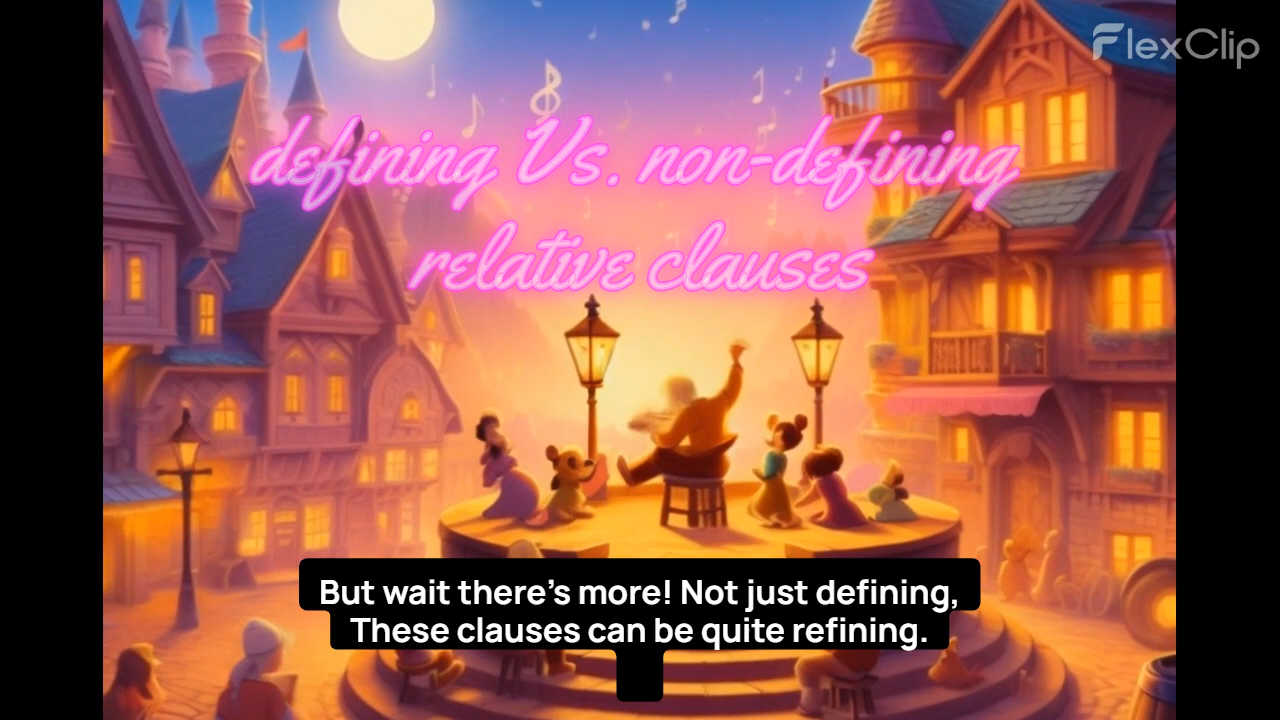 FlexClip
defining Vs. non-defining
relative clauses
But wait there's more! Not just defining,
These clauses can be quite refining.